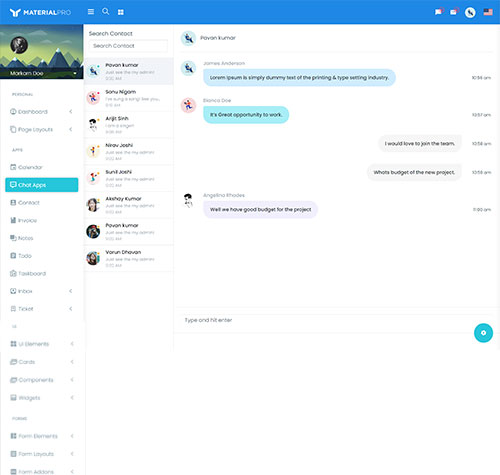 MATERIALPRO
Markarn Doe
PERSONAL
Dashboard
Page Layouts
APPS
Calendar
Chat Apps
Contact
Invoice
Notes
Todo
Taskboard
Inbox
Ticket
UI
UI Elements
Cards
Components
Widgets
FORMS
Form Elements
Form Layouts
Form Addons
Search Contact
Search Contact
Pavan kumar
Just see the my admin!
9:02 AM
Sonu Nigam
I've sung a song! See you
9:10 AM
Arijit Sinh
I am a singer!
Nirav Joshi
Just see the my admin!
9:02 AM
Sunil Joshi
Just see the my admin!
9:02 AM
Akshay Kumar
Just see the my admin!
9:02 AM
Pavan kumar
Just see the my admin!
9:02 AM
Varun Dhavan
Just see the my admin!
9:02 AM
Pavan kumar
James Anderson
Lorem Ipsum is simply dummy text of the printing & type setting industry.
10:56 am
Bianca Doe
It's Great opportunity to work.
10:57 am
I would love to join the team.
10:58 am
Whats budget of the new project.
10:59 am
Angelina Rhodes
Well we have good budget for the project
11:00 am
Type and hit enter